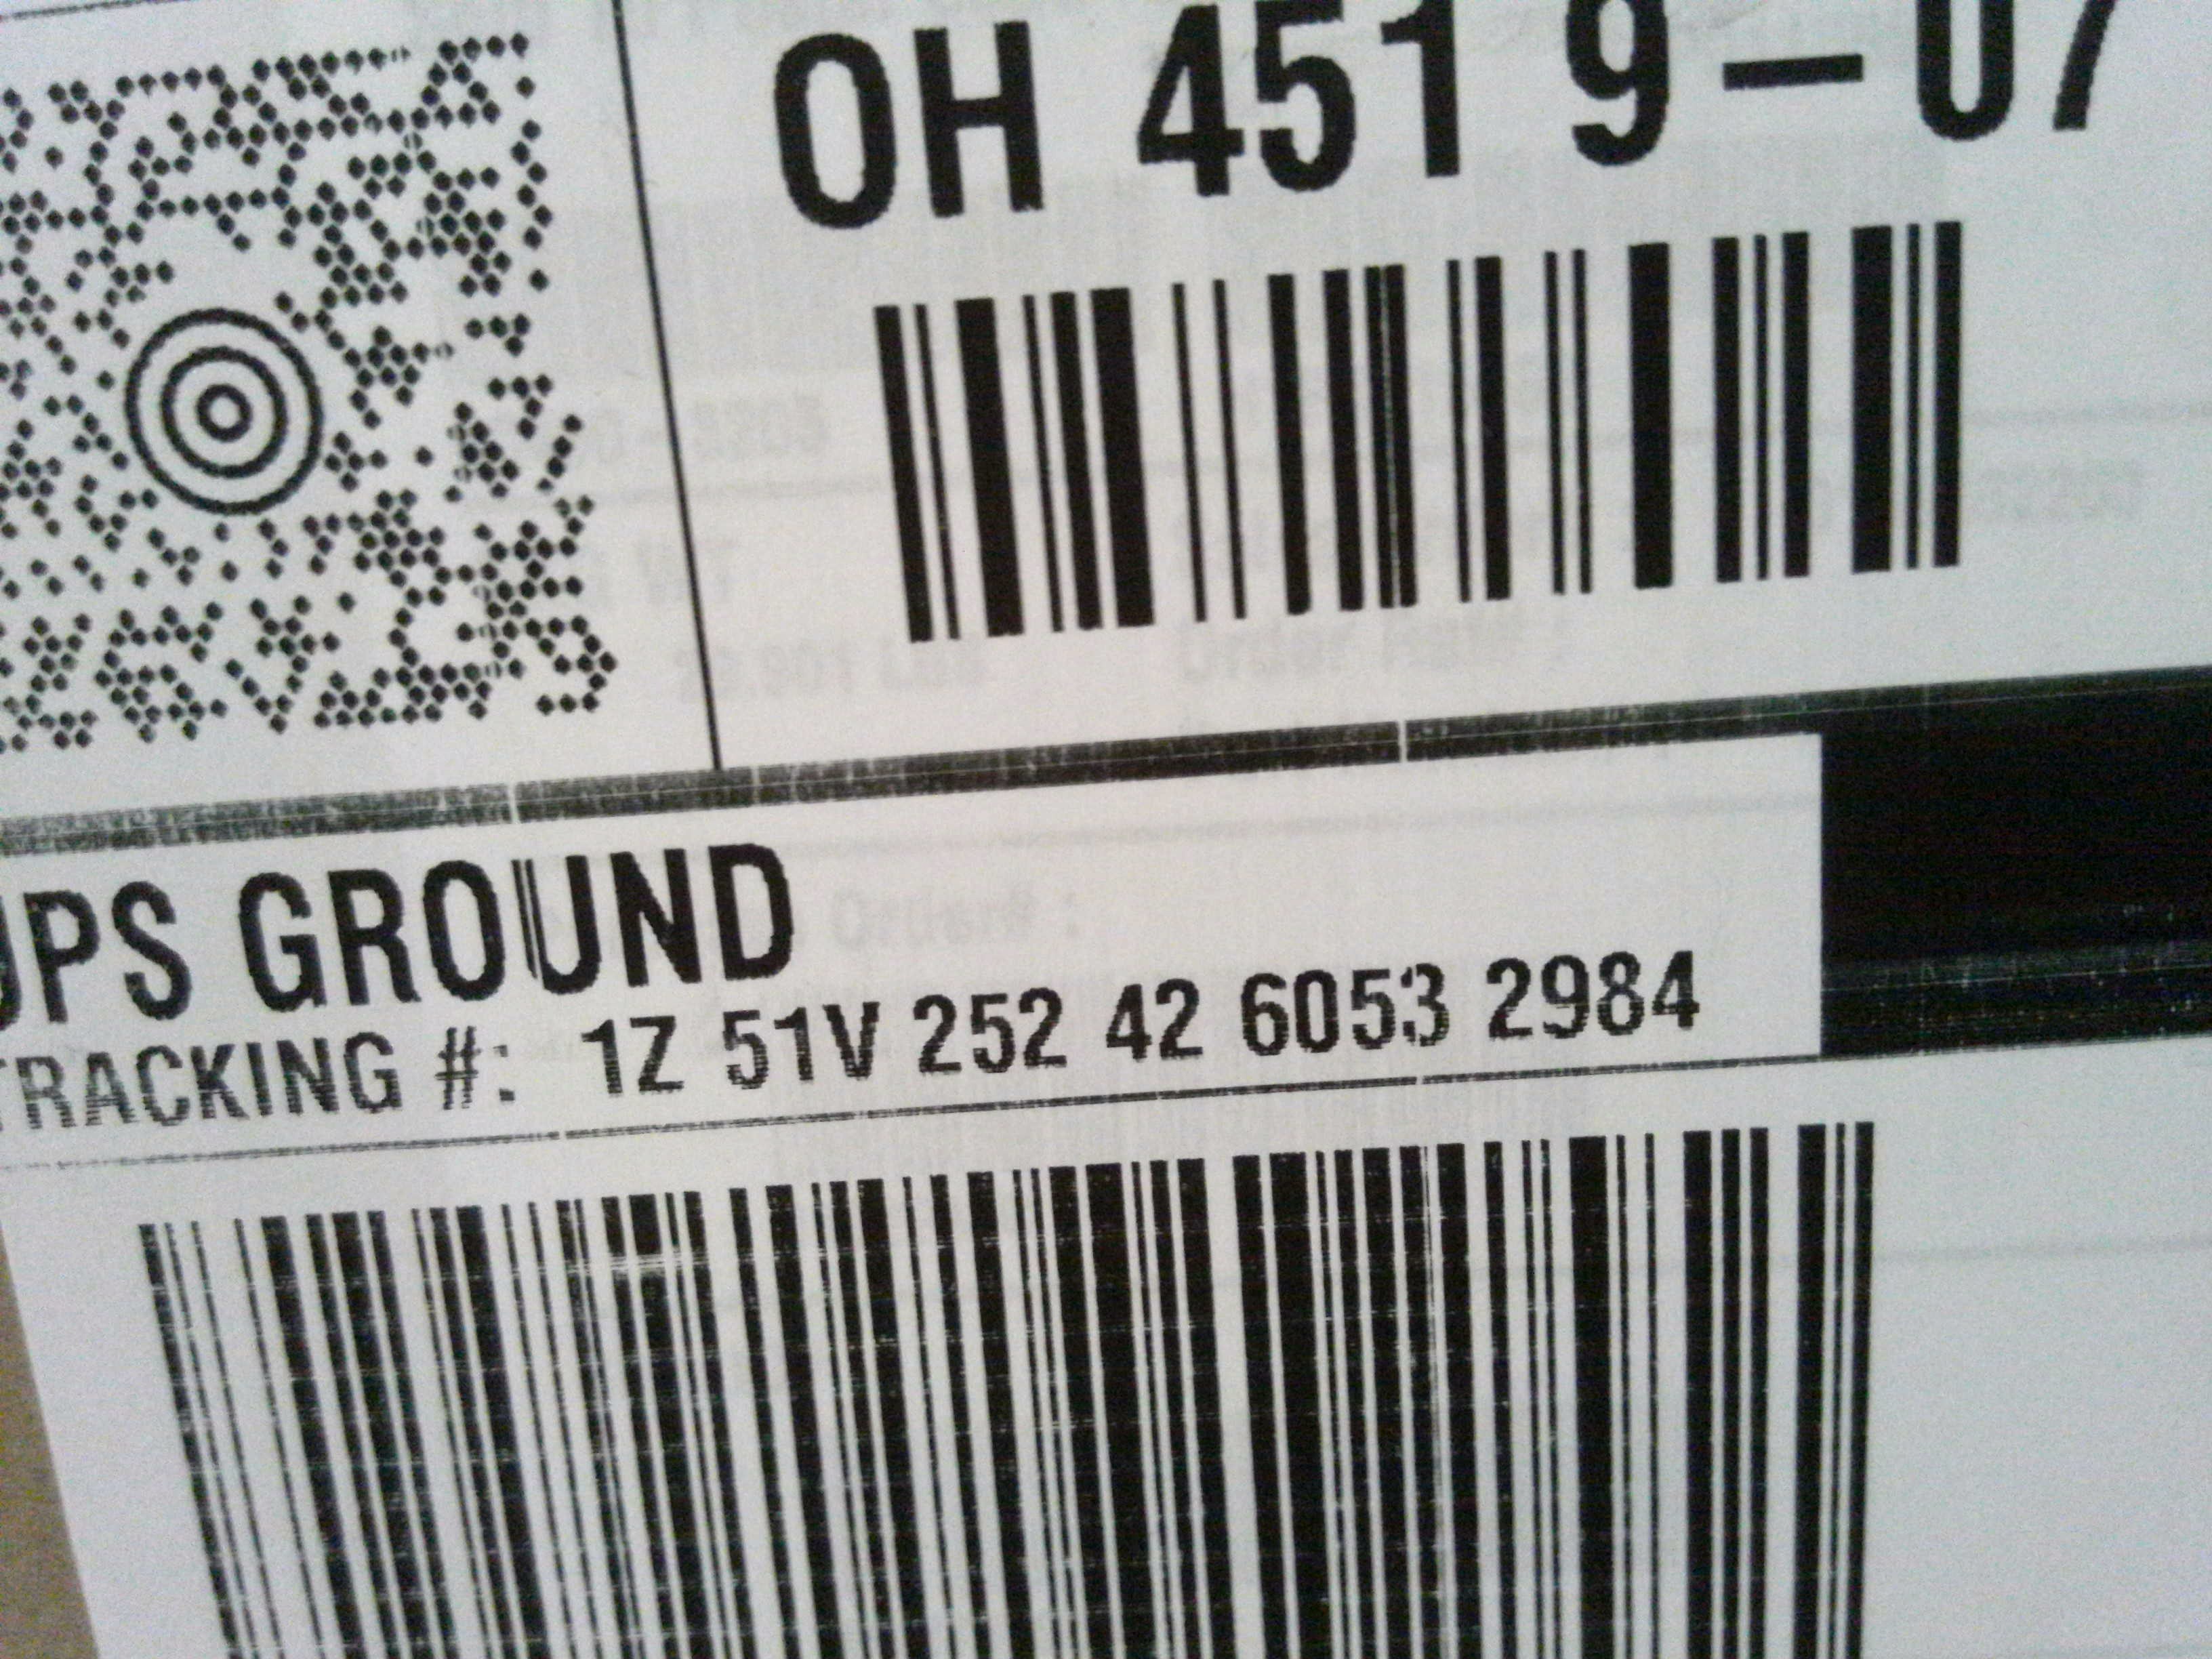 OH 451 9-07
UPS GROUND
TRACKING #: 1Z 51V 252 42 6053 2984